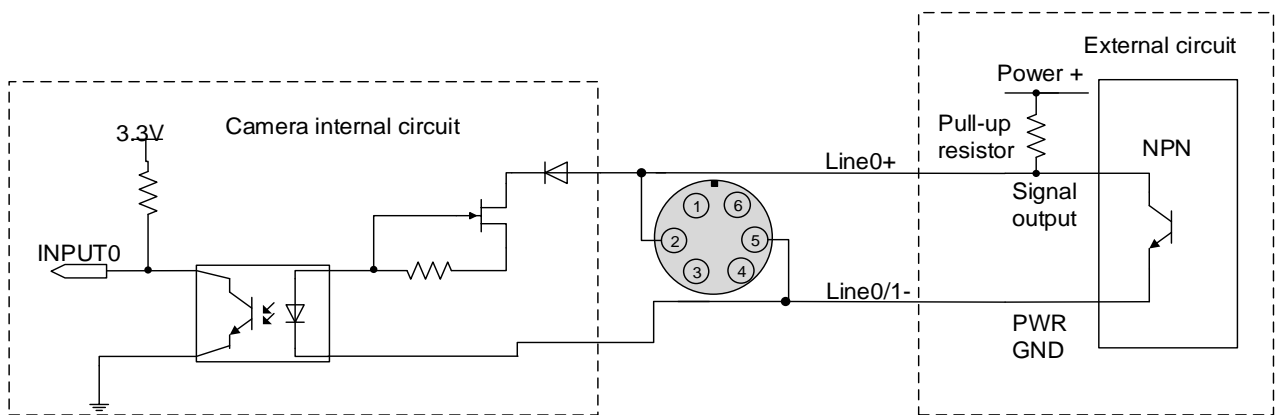 External circuit
Power +
3.3V
Camera internal circuit
Pull-up
resistor
NPN
Line0+
Signal
output
1
6
INPUT0
2
5
3
4
Line0/1-
PWR
GND